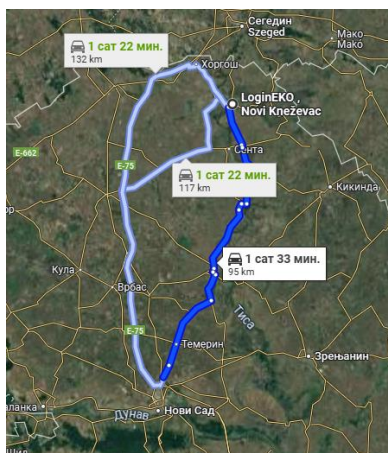 Сегедин
Szeged
Мако
Makó
1 сат 22 мин.
132 km
Хоргош
LoginEKO
Novi Kneževac
E-662
E-75
Сента
1 сат 22 мин.
117 km
Кикинда
1 сат 33 мин.
95 km
Кула
Врбас
Тиса
E-75
Темерин
Зрењанин
Дунав
Нови Сад